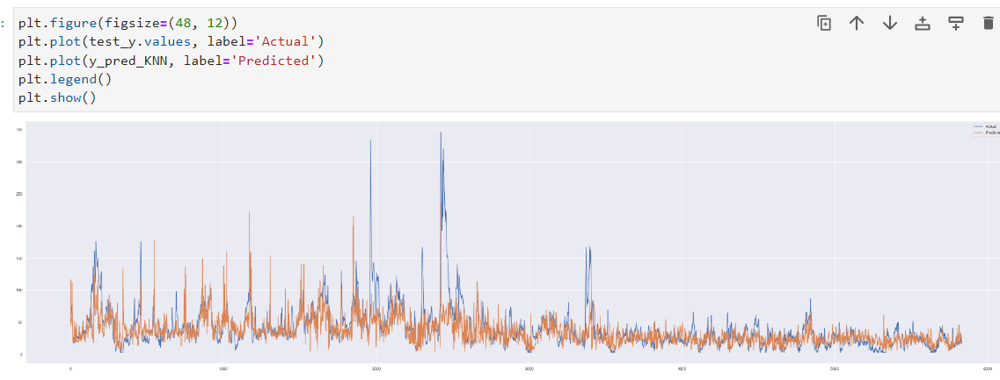 :
plt.figure(figsize=(48, 12))
plt.plot(test_y.values, label='Actual')
plt.plot(y_pred_KNN, label='Predicted')
plt.legend()
plt.show()
Actual
Predicte
350
300
250
200
150
100
50
0
0
1000
2000
3000
4000
5000
6000